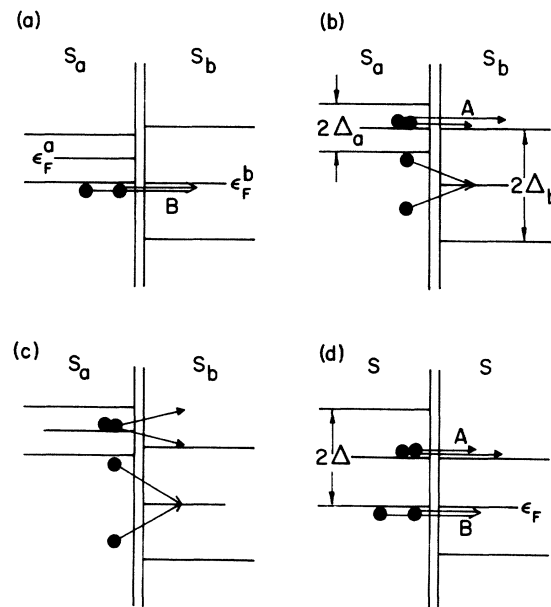 (a)
S_a S_b
ϵ_F^a
ϵ_F^b
B
(b)
S_a S_b
A
2Δ_a
2Δ_b
(c)
S_a S_b
(d)
S S
A
2Δ
B ϵ_F